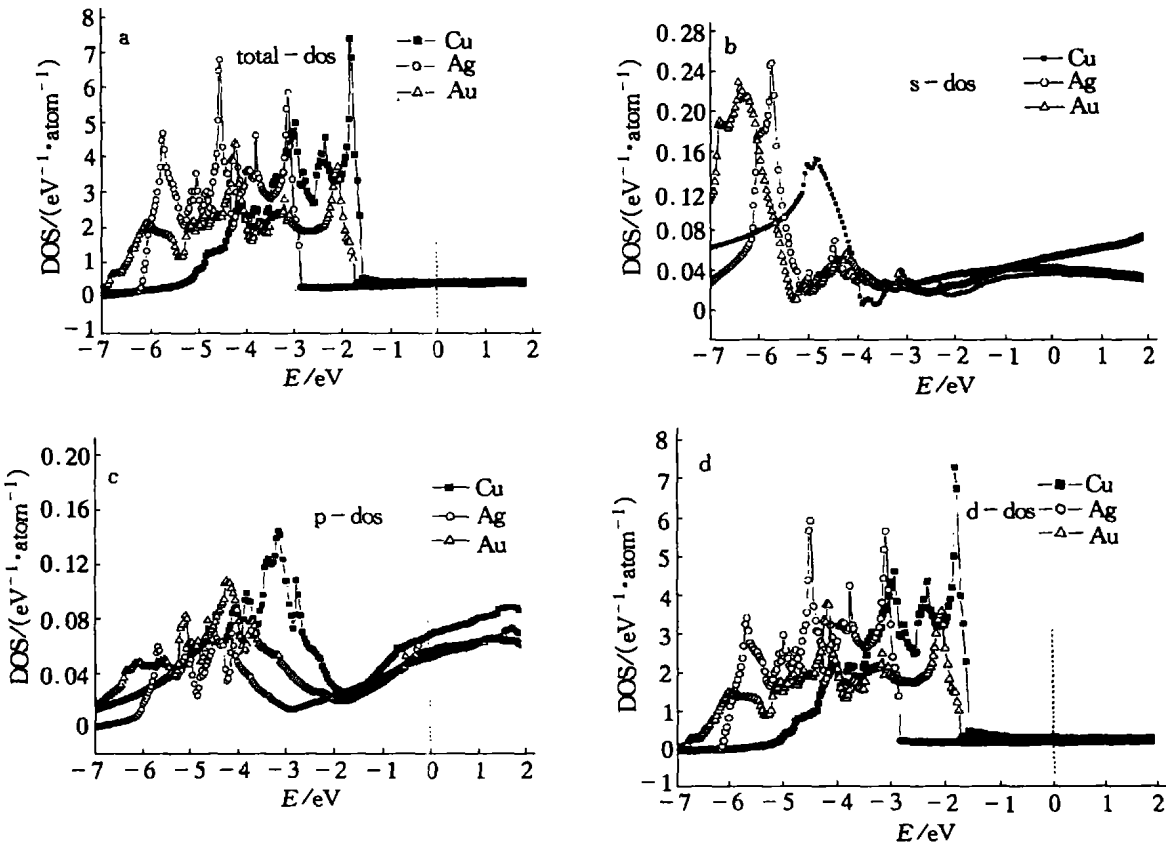 a
total-dos
Cu
Ag
Au
DOS/(eV⁻¹·atom⁻¹)
8
7
6
5
4
3
2
1
0
-1
-7 -6 -5 -4 -3 -2 -1 0 1 2
E/eV
b
s-dos
Cu
Ag
Au
DOS/(eV⁻¹·atom⁻¹)
0.28
0.24
0.20
0.16
0.12
0.08
0.04
0
-7 -6 -5 -4 -3 -2 -1 0 1 2
E/eV
c
p-dos
Cu
Ag
Au
DOS/(eV⁻¹·atom⁻¹)
0.20
0.16
0.12
0.08
0.04
0
-7 -6 -5 -4 -3 -2 -1 0 1 2
E/eV
d
d-dos
Cu
Ag
Au
DOS/(eV⁻¹·atom⁻¹)
8
7
6
5
4
3
2
1
0
-1
-7 -6 -5 -4 -3 -2 -1 0 1 2
E/eV